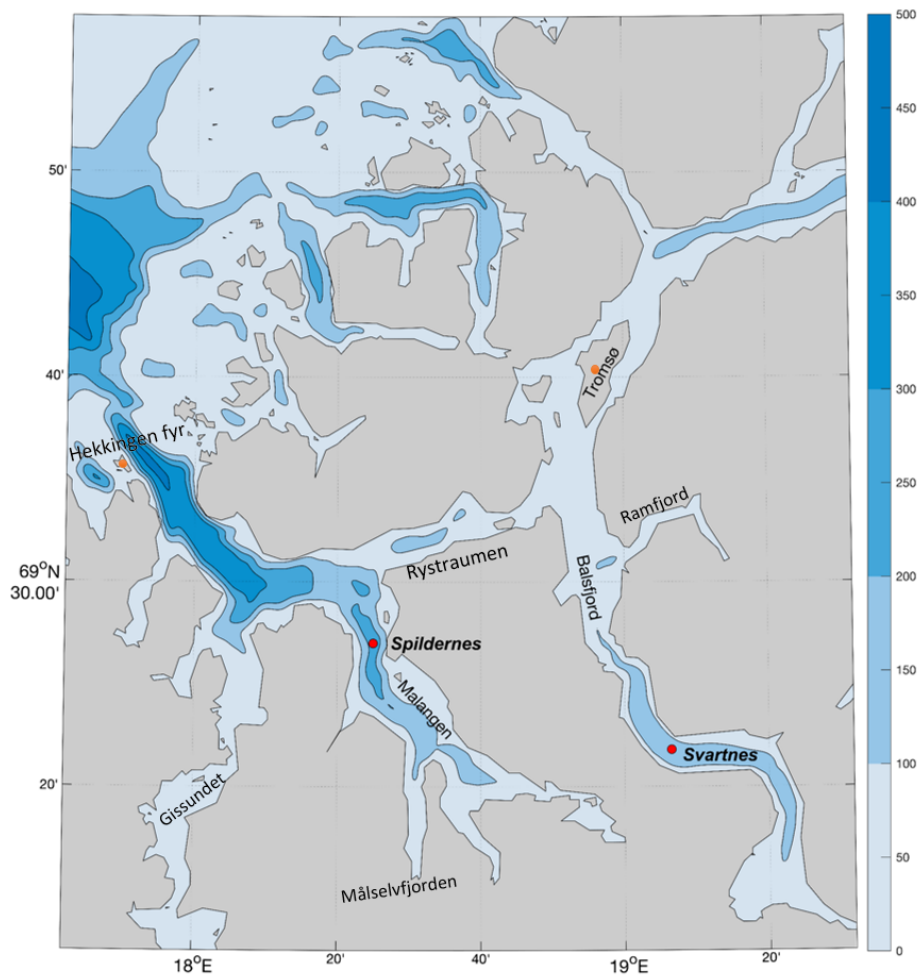 500
450
400
350
300
250
200
150
100
50
0
50'
40'
69°N
30.00'
20'
18°E
20'
40'
19°E
20'
Tromsø
Hekkingen fyr
Ramfjord
Rystraumen
Balsfjord
Spildernes
Malangen
Svartnes
Gissundet
Målselvfjorden